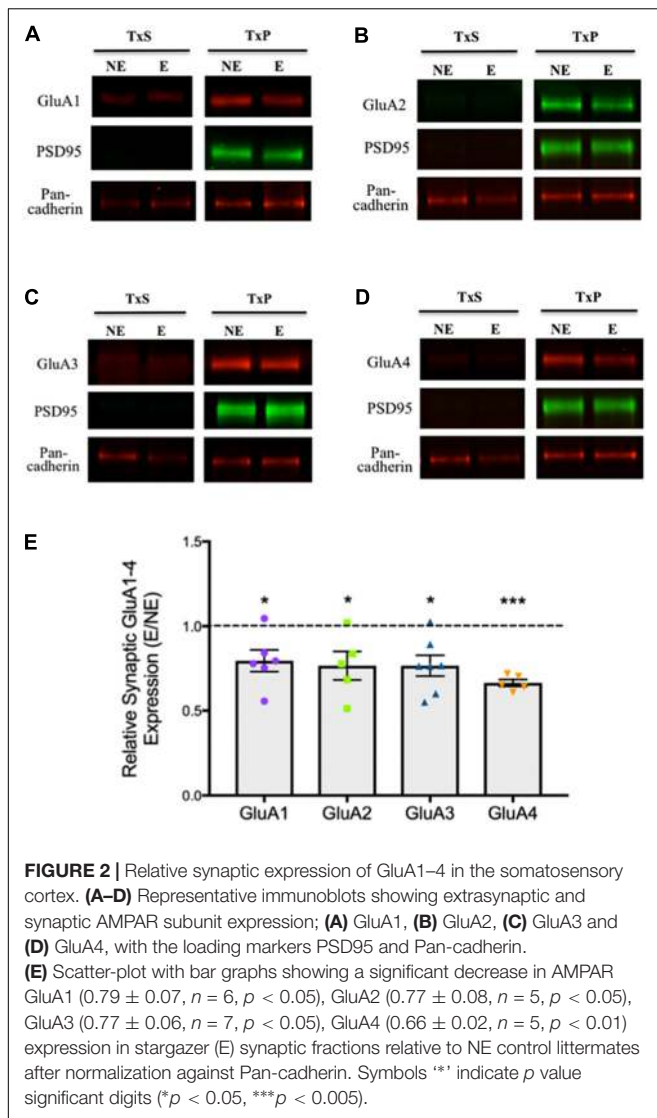 A
TxS TxP
NE E NE E
GluA1
PSD95
Pan-
cadherin
B
TxS TxP
NE E NE E
GluA2
PSD95
Pan-
cadherin
C
TxS TxP
NE E NE E
GluA3
PSD95
Pan-
cadherin
D
TxS TxP
NE E NE E
GluA4
PSD95
Pan-
cadherin
E
Relative Synaptic GluA1-4
Expression (E/NE)
1.5
1.0
0.5
0.0
* * * ***
GluA1 GluA2 GluA3 GluA4
FIGURE 2 | Relative synaptic expression of GluA1–4 in the somatosensory
cortex. (A–D) Representative immunoblots showing extrasynaptic and
synaptic AMPAR subunit expression; (A) GluA1, (B) GluA2, (C) GluA3 and
(D) GluA4, with the loading markers PSD95 and Pan-cadherin.
(E) Scatter-plot with bar graphs showing a significant decrease in AMPAR
GluA1 (0.79 ± 0.07, n = 6, p < 0.05), GluA2 (0.77 ± 0.08, n = 5, p < 0.05),
GluA3 (0.77 ± 0.06, n = 7, p < 0.05), GluA4 (0.66 ± 0.02, n = 5, p < 0.01)
expression in stargazer (E) synaptic fractions relative to NE control littermates
after normalization against Pan-cadherin. Symbols ‘*’ indicate p value
significant digits (*p < 0.05, ***p < 0.005).